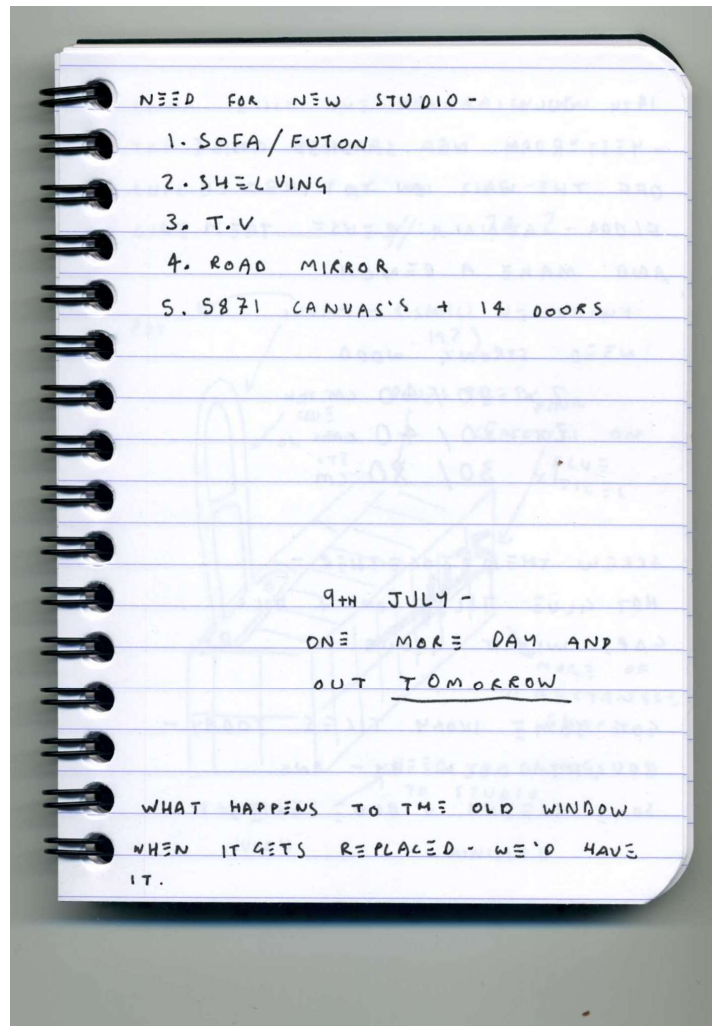 NEED FOR NEW STUDIO -
1. SOFA/FUTON
2. SHELVING
3. T.V
4. ROAD MIRROR
5. 5871 CANVAS'S + 14 DOORS
9TH JULY -
ONE MORE DAY AND
OUT TOMORROW
WHAT HAPPENS TO THE OLD WINDOW
WHEN IT GETS REPLACED - WE'D HAVE
IT.